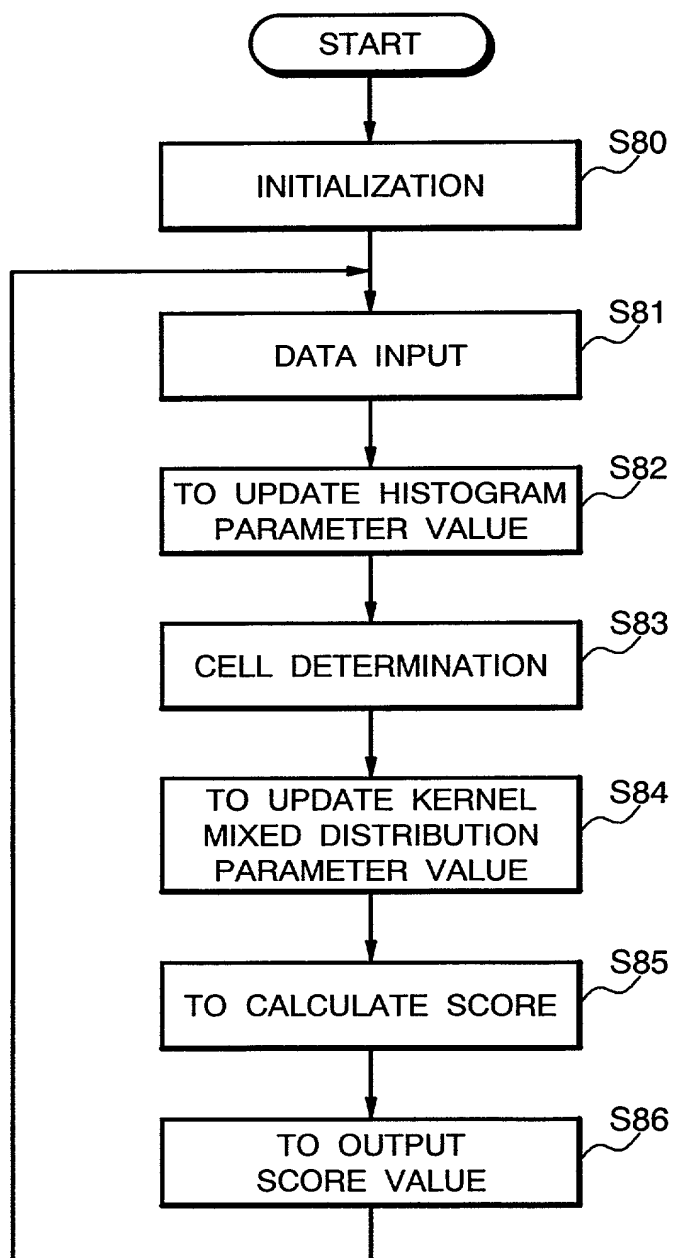 START
S80
INITIALIZATION
S81
DATA INPUT
S82
TO UPDATE HISTOGRAM
PARAMETER VALUE
S83
CELL DETERMINATION
S84
TO UPDATE KERNEL
MIXED DISTRIBUTION
PARAMETER VALUE
S85
TO CALCULATE SCORE
S86
TO OUTPUT
SCORE VALUE